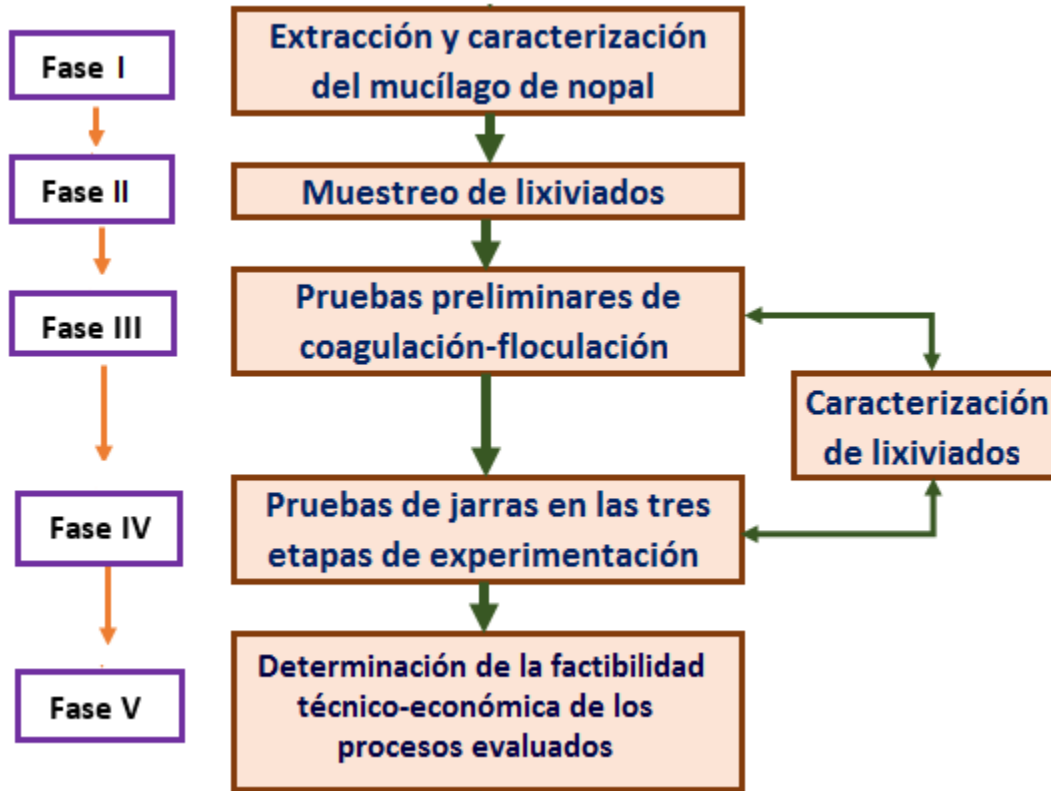 Fase I
Extracción y caracterización
del mucílago de nopal
Fase II
Muestreo de lixiviados
Fase III
Pruebas preliminares de
coagulación-floculación
Caracterización
de lixiviados
Fase IV
Pruebas de jarras en las tres
etapas de experimentación
Fase V
Determinación de la factibilidad
técnico-económica de los
procesos evaluados